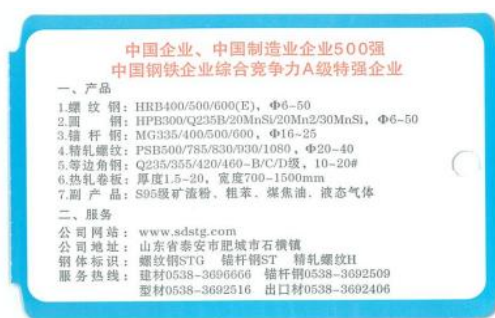 中国企业、中国制造业企业500强
中国钢铁企业综合竞争力A级特强企业
一、产品
1.螺纹钢：HRB400/500/600(E)，Φ6-50
2.圆钢：HPB300/Q235B/20MnSi/20Mn2/30MnSi，Φ6-50
3.锚杆钢：MG335/400/500/600，Φ16-25
4.精轧螺纹：PSB500/785/830/930/1080，Φ20-40
5.等边角钢：Q235/355/420/460-B/C/D级，10-20#
6.热轧卷板：厚度1.5-20，宽度700-1500mm
7.副产品：S95级矿渣粉、粗苯、煤焦油、液态气体
二、服务
公司网站：www.sdstg.com
公司地址：山东省泰安市肥城市石横镇
钢体标识：螺纹钢STG 锚杆钢ST 精轧螺纹H
服务热线：建材0538-3696666 锚杆钢0538-3692509
型材0538-3692516 出口材0538-3692406